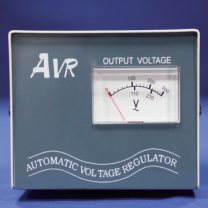 AVR
OUTPUT VOLTAGE
AUTOMATIC VOLTAGE REGULATOR